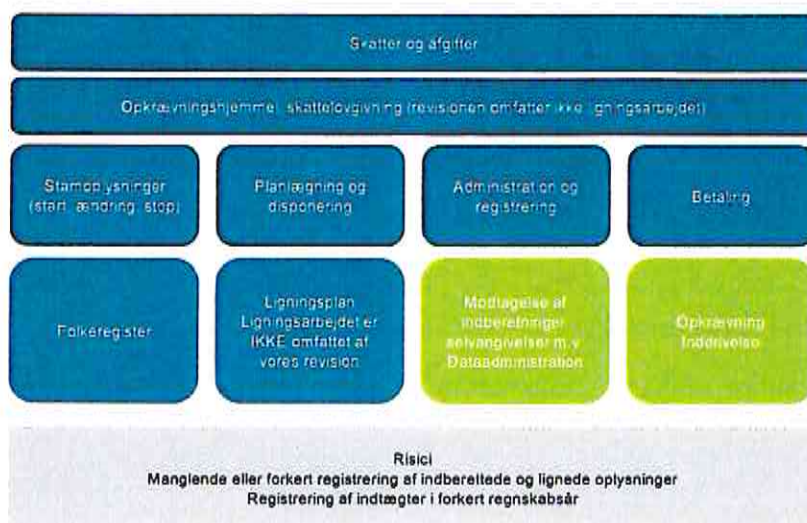 Skatter og afgifter
Opkrævningshjemmel skattelovgivning (revisionen omfatter ikke ligningsarbejdet)
Stamoplysninger
(start, ændring, stop)
Planlægning og
disponering
Administration og
registrering
Betaling
Folkeregister
Ligningsplan
Ligningsarbejdet er
IKKE omfattet af
vores revision
Modtagelse af
indberetninger
selvangivelser m.v
Dataadministration
Opkrævning
Inddrivelse
Risici
Manglende eller forkert registrering af indberettede og lignede oplysninger
Registrering af indtægter i forkert regnskabsår